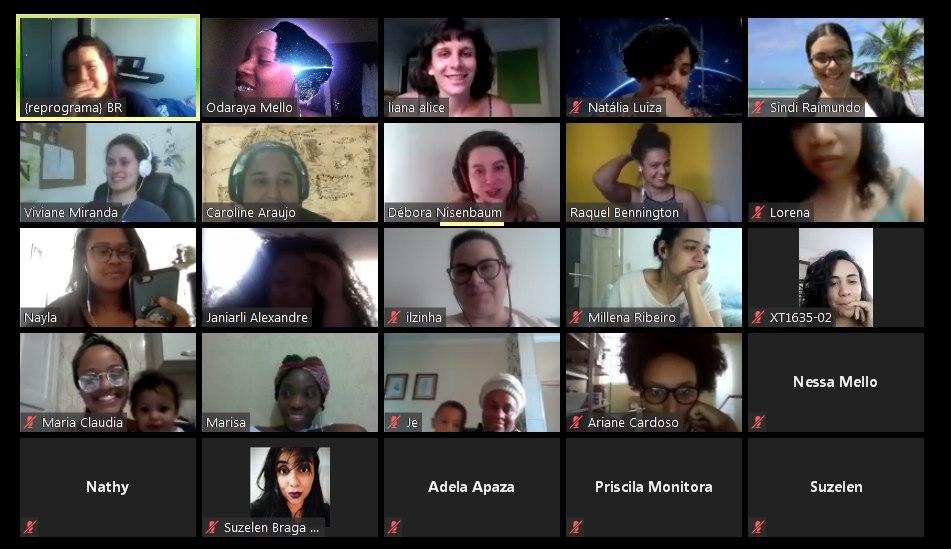 {reprograma} BR
Odaraya Mello
liana alice
Natália Luiza
Sindi Raimundo
Viviane Miranda
Caroline Araujo
Débora Nisenbaum
Raquel Bennington
Lorena
Nayla
Janiarli Alexandre
ilzinha
Millena Ribeiro
XT1635-02
Maria Claudia
Marisa
Je
Ariane Cardoso
Nessa Mello
Nathy
Suzelen Braga ...
Adela Apaza
Priscila Monitora
Suzelen